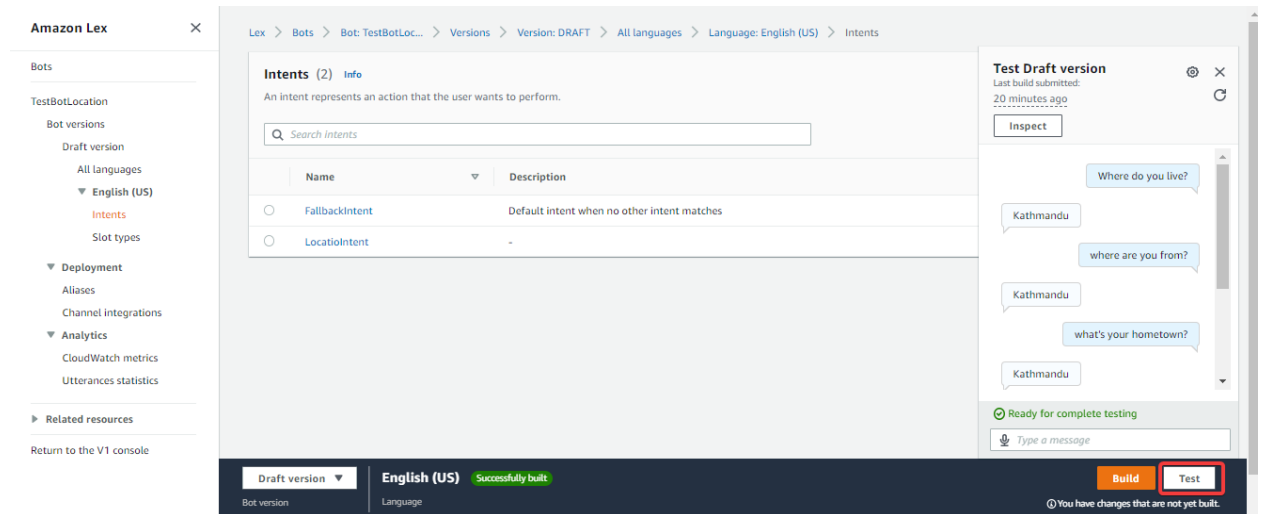 Amazon Lex
Bots
TestBotLocation
Bot versions
Draft version
All languages
English (US)
Intents
Slot types
Deployment
Aliases
Channel integrations
Analytics
CloudWatch metrics
Utterances statistics
Related resources
Return to the V1 console
Lex > Bots > Bot: TestBotLoc... > Versions > Version: DRAFT > All languages > Language: English (US) > Intents
Intents (2) Info
An intent represents an action that the user wants to perform.
Search intents
Name Description
FallbackIntent Default intent when no other intent matches
LocatioIntent -
Test Draft version
Last build submitted:
20 minutes ago
Inspect
Where do you live?
Kathmandu
where are you from?
Kathmandu
what's your hometown?
Kathmandu
Ready for complete testing
Type a message
Draft version English (US) Successfully built Build Test
Bot version Language You have changes that are not yet built.